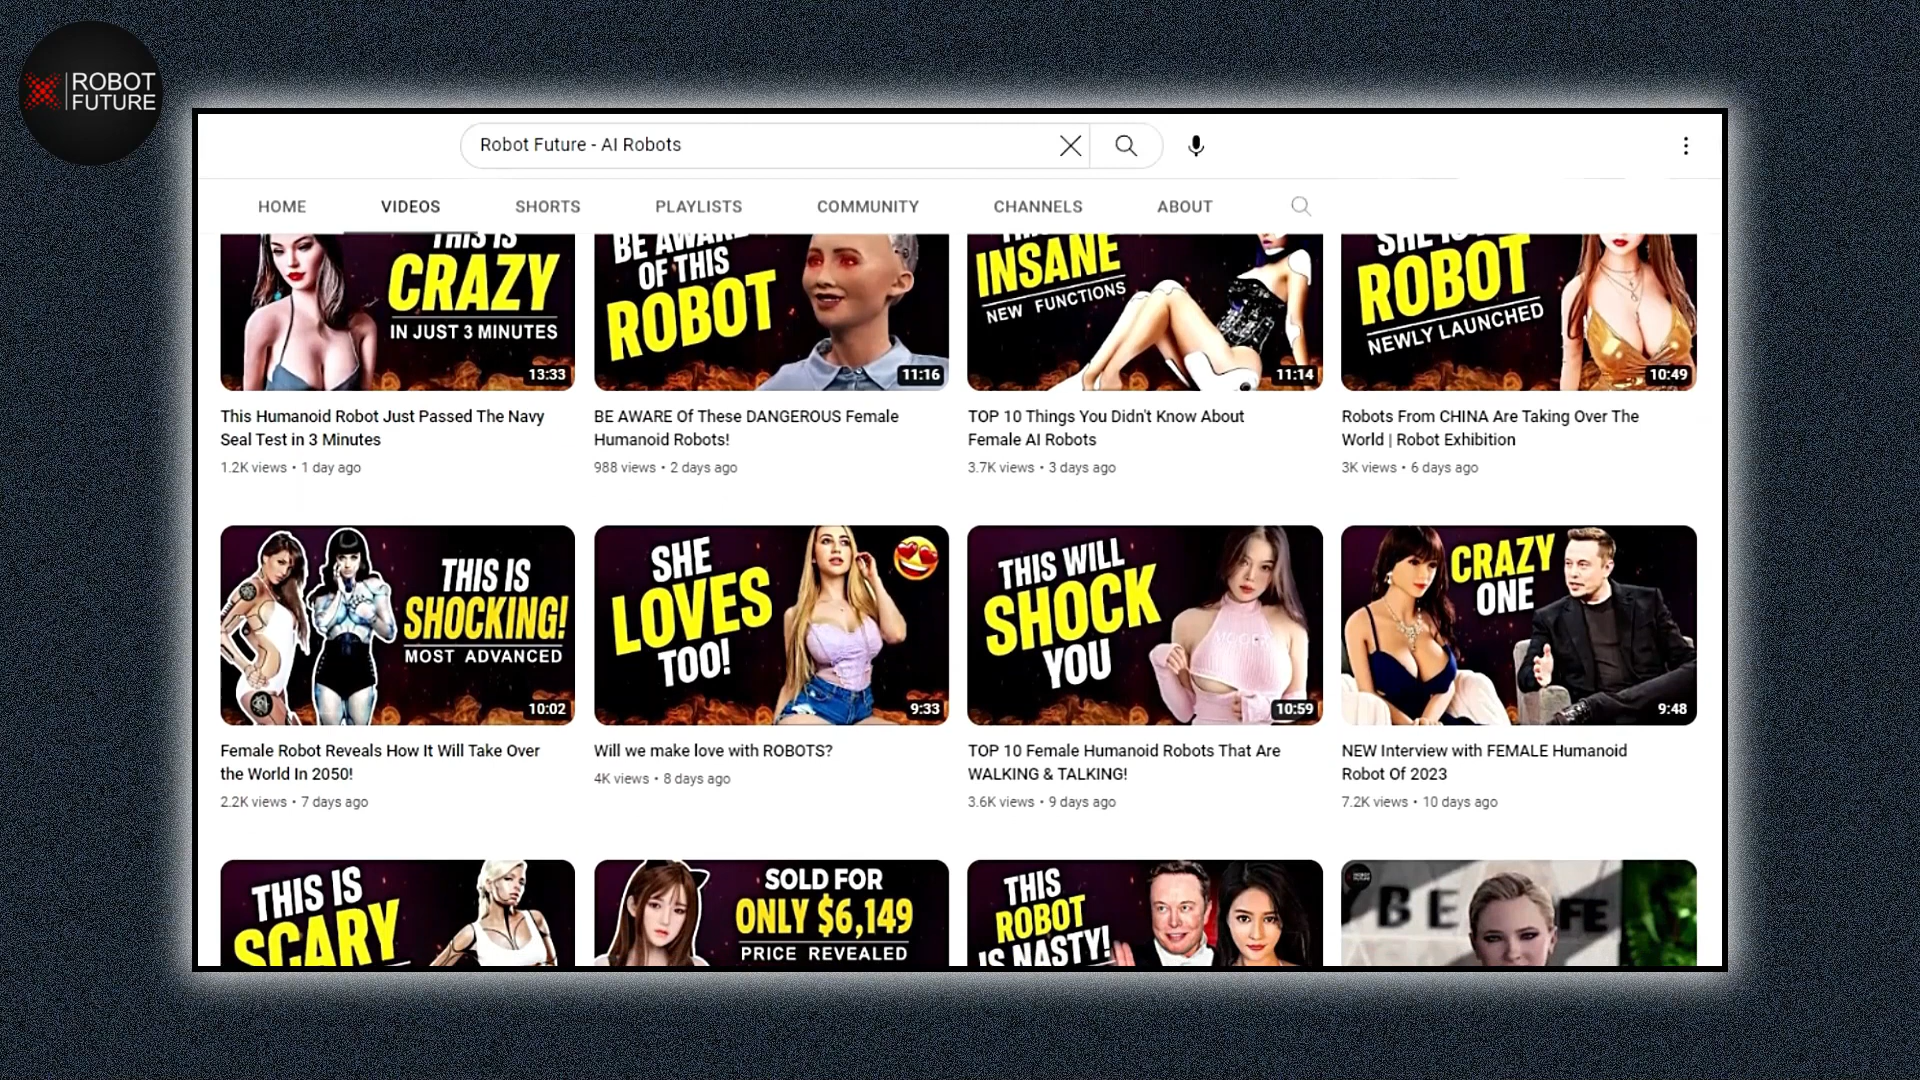 ROBOT
FUTURE
Robot Future - AI Robots
HOME VIDEOS SHORTS PLAYLISTS COMMUNITY CHANNELS ABOUT
THIS IS
CRAZY
IN JUST 3 MINUTES
13:33
BE AWARE
OF THIS
ROBOT
11:16
INSANE
NEW FUNCTIONS
11:14
ROBOT
NEWLY LAUNCHED
10:49
This Humanoid Robot Just Passed The Navy
Seal Test in 3 Minutes
1.2K views • 1 day ago
BE AWARE Of These DANGEROUS Female
Humanoid Robots!
988 views • 2 days ago
TOP 10 Things You Didn't Know About
Female AI Robots
3.7K views • 3 days ago
Robots From CHINA Are Taking Over The
World | Robot Exhibition
3K views • 6 days ago
THIS IS
SHOCKING!
MOST ADVANCED
10:02
SHE
LOVES
TOO!
9:33
THIS WILL
SHOCK
YOU
10:59
CRAZY
ONE
9:48
Female Robot Reveals How It Will Take Over
the World In 2050!
2.2K views • 7 days ago
Will we make love with ROBOTS?
4K views • 8 days ago
TOP 10 Female Humanoid Robots That Are
WALKING & TALKING!
3.6K views • 9 days ago
NEW Interview with FEMALE Humanoid
Robot Of 2023
7.2K views • 10 days ago
THIS IS
SCARY
SOLD FOR
ONLY $6,149
PRICE REVEALED
THIS
ROBOT
IS NASTY!
BE FE